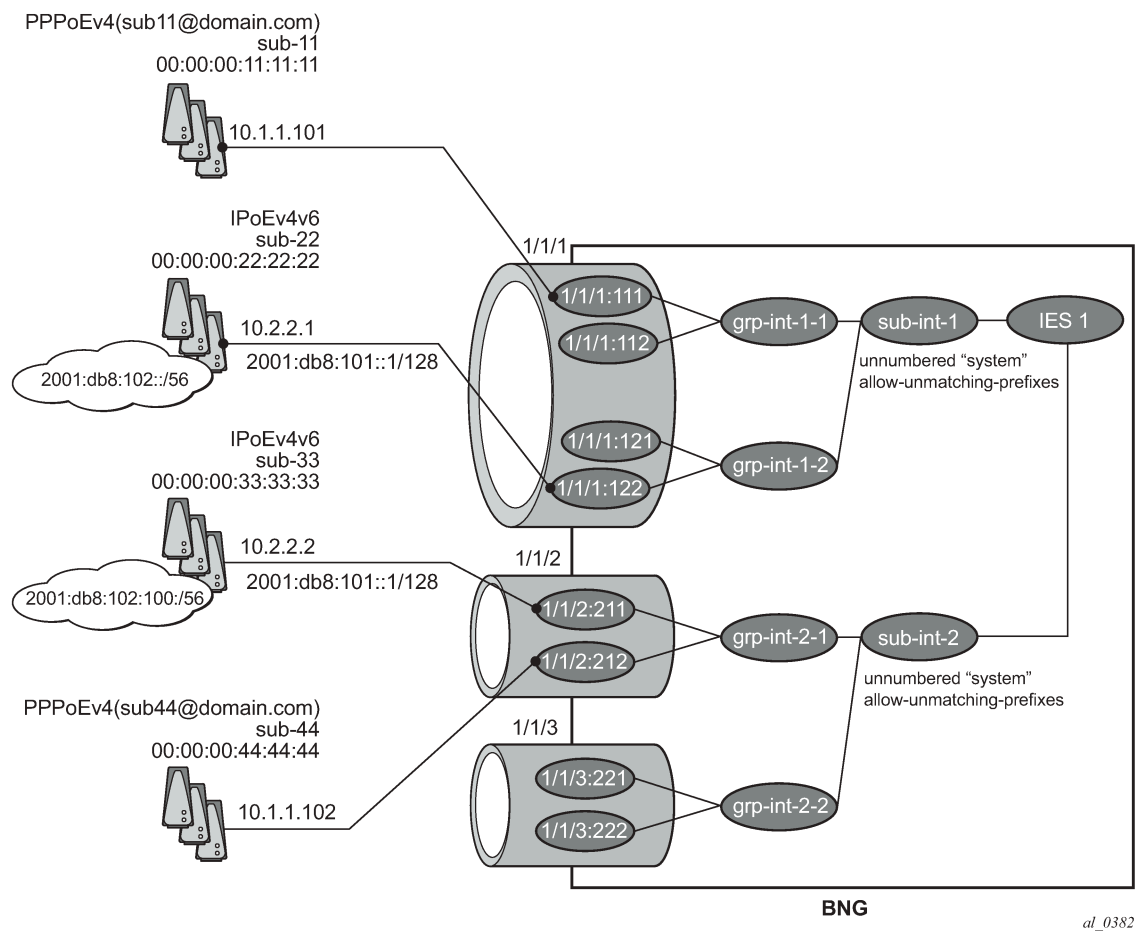 PPPoEv4(sub11@domain.com)
sub-11
00:00:00:11:11:11
10.1.1.101
IPoEv4v6
sub-22
00:00:00:22:22:22
10.2.2.1
2001:db8:101::1/128
2001:db8:102::/56
IPoEv4v6
sub-33
00:00:00:33:33:33
10.2.2.2
2001:db8:101::1/128
2001:db8:102:100:/56
PPPoEv4(sub44@domain.com)
sub-44
00:00:00:44:44:44
10.1.1.102
1/1/1
1/1/1:111
1/1/1:112
1/1/1:121
1/1/1:122
1/1/2
1/1/2:211
1/1/2:212
1/1/3
1/1/3:221
1/1/3:222
grp-int-1-1
grp-int-1-2
grp-int-2-1
grp-int-2-2
sub-int-1
IES 1
unnumbered “system”
allow-unmatching-prefixes
sub-int-2
unnumbered “system”
allow-unmatching-prefixes
BNG
al_0382